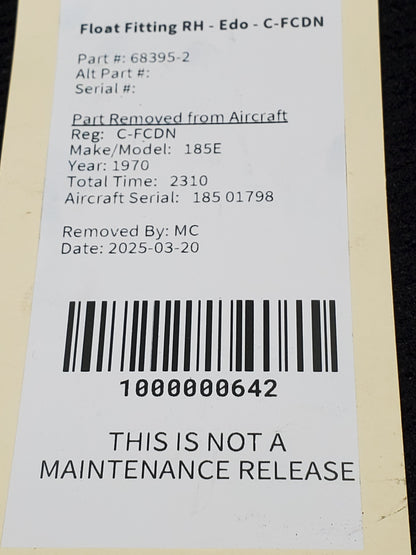 Float Fitting RH - Edo - C-FCDN
Part #: 68395-2
Alt Part #:
Serial #:
Part Removed from Aircraft
Reg: C-FCDN
Make/Model: 185E
Year: 1970
Total Time: 2310
Aircraft Serial: 185 01798
Removed By: MC
Date: 2025-03-20
1000000642
THIS IS NOT A
MAINTENANCE RELEASE